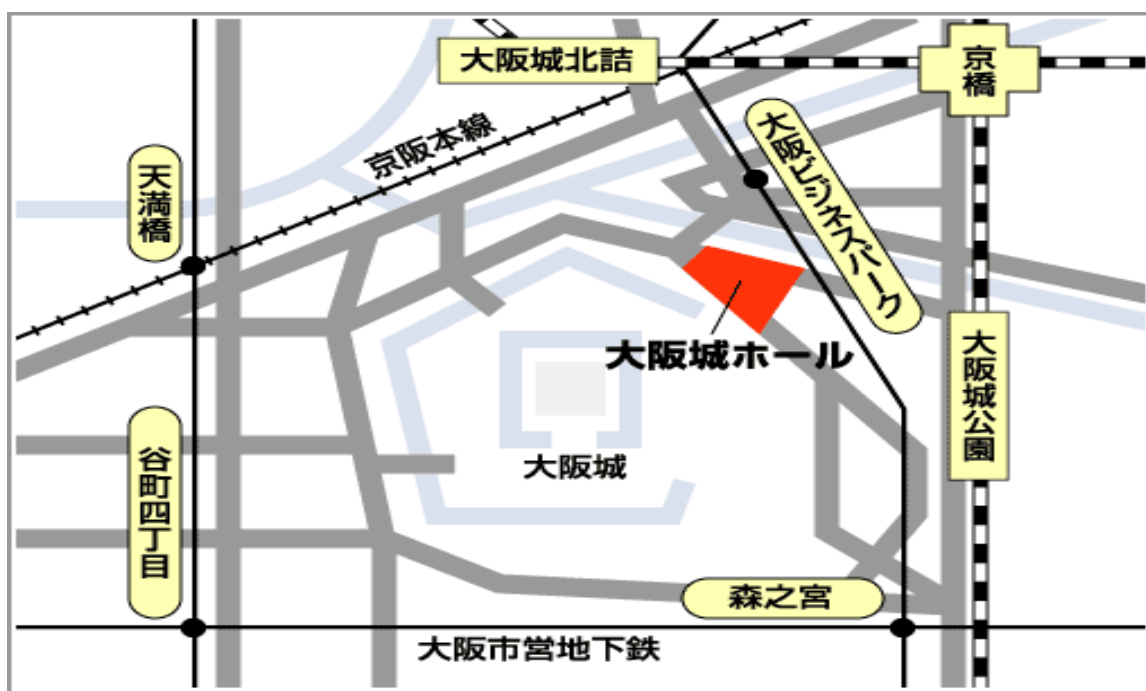 大阪城北詰
京橋
京阪本線
大阪ビジネスパーク
天満橋
大阪城ホール
大阪城公園
谷町四丁目
大阪城
森之宮
大阪市営地下鉄